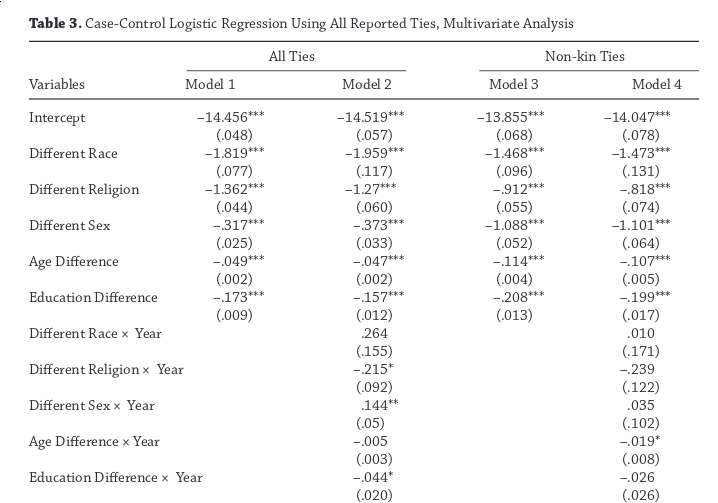 Table 3. Case-Control Logistic Regression Using All Reported Ties, Multivariate Analysis
All Ties Non-kin Ties
Variables Model 1 Model 2 Model 3 Model 4
Intercept –14.456*** –14.519*** –13.855*** –14.047***
(.048) (.057) (.068) (.078)
Different Race –1.819*** –1.959*** –1.468*** –1.473***
(.077) (.117) (.096) (.131)
Different Religion –1.362*** –1.27*** –.912*** –.818***
(.044) (.060) (.055) (.074)
Different Sex –.317*** –.373*** –1.088*** –1.101***
(.025) (.033) (.052) (.064)
Age Difference –.049*** –.047*** –.114*** –.107***
(.002) (.002) (.004) (.005)
Education Difference –.173*** –.157*** –.208*** –.199***
(.009) (.012) (.013) (.017)
Different Race × Year .264 .010
(.155) (.171)
Different Religion × Year –.215* –.239
(.092) (.122)
Different Sex × Year .144** .035
(.05) (.102)
Age Difference × Year –.005 –.019*
(.003) (.008)
Education Difference × Year –.044* –.026
(.020) (.026)